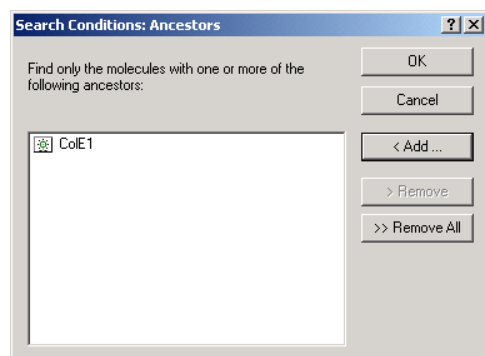 Search Conditions: Ancestors
? X
Find only the molecules with one or more of the
following ancestors:
ColE1
OK
Cancel
< Add ...
> Remove
>> Remove All